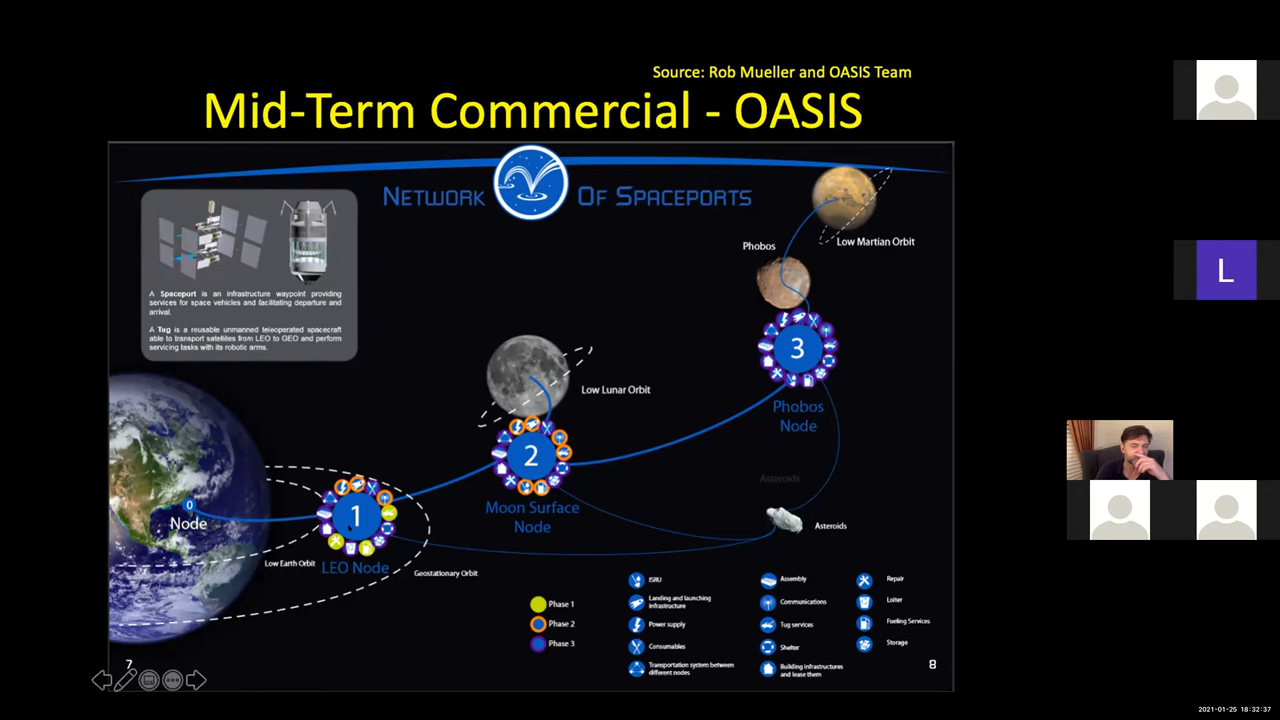 Source: Rob Mueller and OASIS Team
Mid-Term Commercial - OASIS
NETWORK OF SPACEPORTS
A Spaceport is an infrastructure waypoint providing
services for space vehicles and facilitating departure and
arrival.
A Tug is a reusable unmanned teleoperated spacecraft
able to transport satellites from LEO to GEO and perform
servicing tasks with its robotic arms.
Phobos
Low Martian Orbit
3
Phobos
Node
Low Lunar Orbit
2
Moon Surface
Node
Asteroids
Asteroids
0
Node
1
LEO Node
Low Earth Orbit
Geostationary Orbit
Phase 1
Phase 2
Phase 3
ISRU
Landing and launching
infrastructure
Power supply
Consumables
Transportation system between
different nodes
Assembly
Communications
Tug services
Shelter
Building infrastructures
and lease them
Repair
Loiter
Fueling Services
Storage
7
8
L
2021-01-25 18:32:37